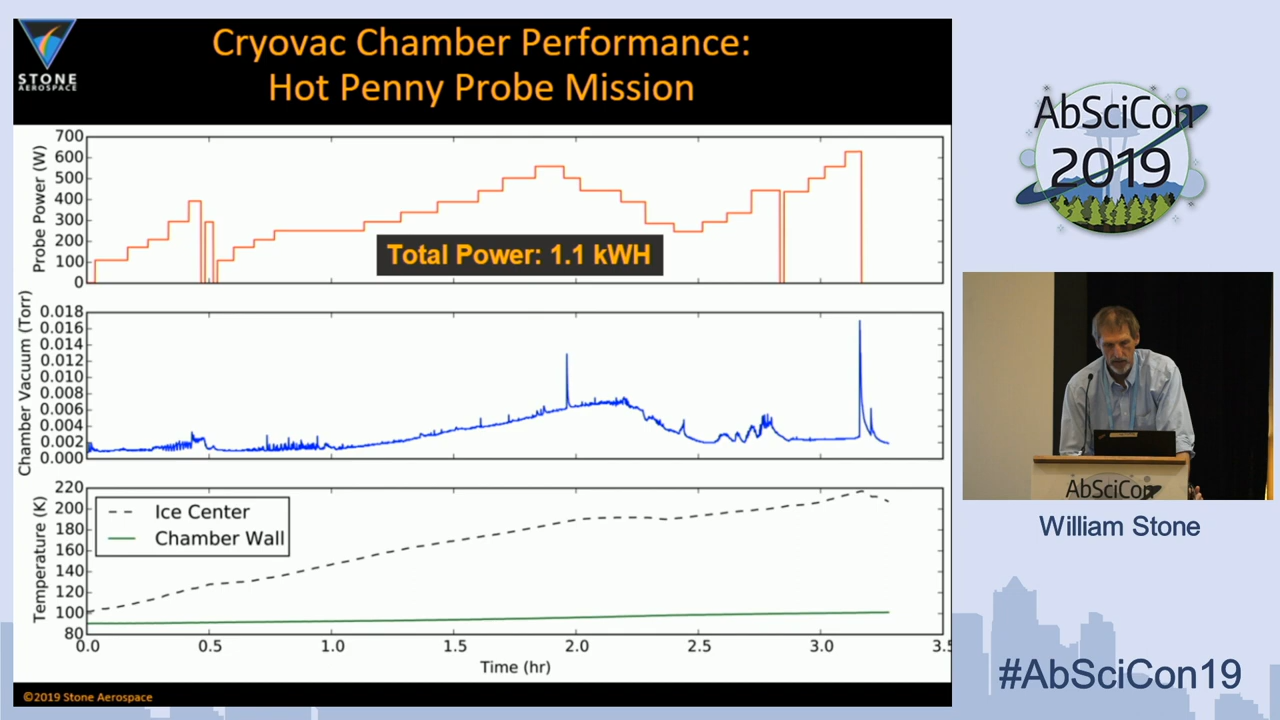 STONE
AEROSPACE
Cryovac Chamber Performance:
Hot Penny Probe Mission
Probe Power (W)
700
600
500
400
300
200
100
0
Total Power: 1.1 kWH
Chamber Vacuum (Torr)
0.018
0.016
0.014
0.012
0.010
0.008
0.006
0.004
0.002
0.000
Temperature (K)
220
200
180
160
140
120
100
80
Ice Center
Chamber Wall
0.0 0.5 1.0 1.5 2.0 2.5 3.0 3.5
Time (hr)
©2019 Stone Aerospace
AbSciCon
2019
AbSciCon
William Stone
#AbSciCon19